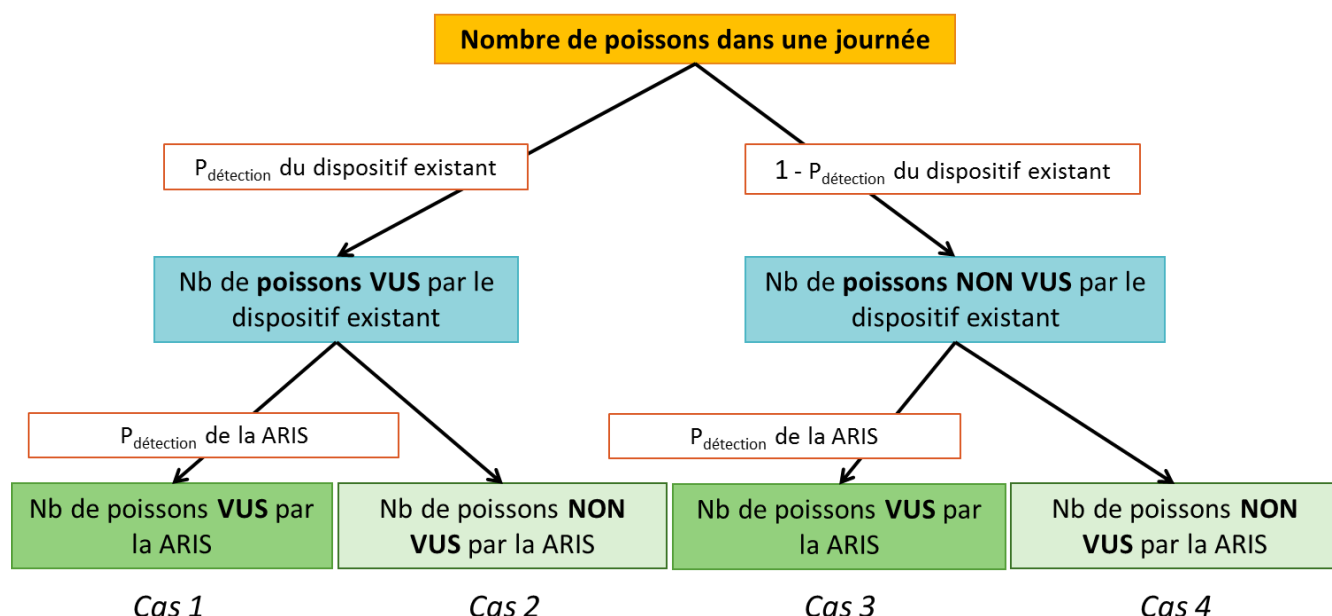 Nombre de poissons dans une journée
Pdétection du dispositif existant
1 - Pdétection du dispositif existant
Nb de poissons VUS par le
dispositif existant
Nb de poissons NON VUS par le
dispositif existant
Pdétection de la ARIS
Pdétection de la ARIS
Nb de poissons VUS par
la ARIS
Nb de poissons NON
VUS par la ARIS
Nb de poissons VUS par
la ARIS
Nb de poissons NON
VUS par la ARIS
Cas 1
Cas 2
Cas 3
Cas 4